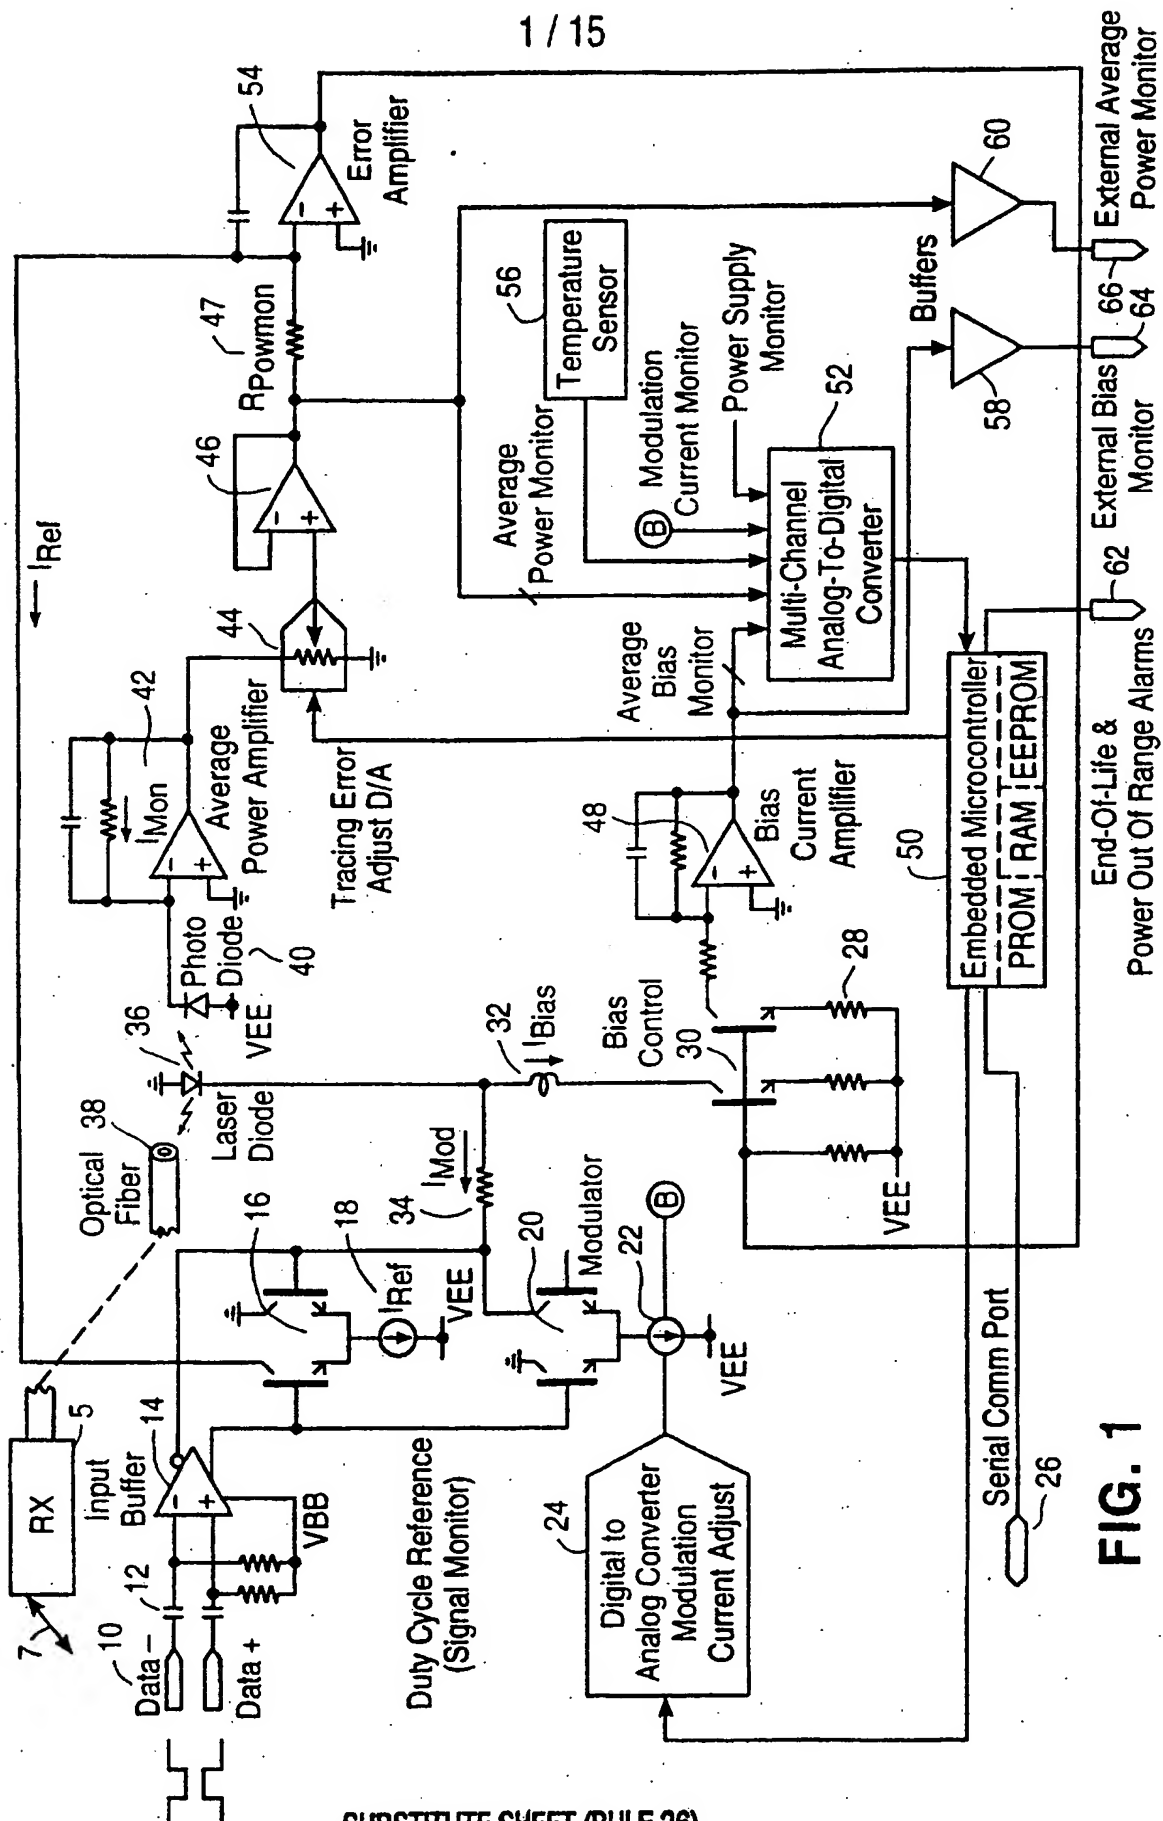 1 / 15
RX
5
7
10
Data –
12
Data +
Input
Buffer
14
VBB
Optical
Fiber
38
36
Laser
Diode
VEE
Photo
Diode
40
42
IMon
Average
Power Amplifier
44
46
47
RPowmon
54
Error
Amplifier
IRef
16
18
IRef
VEE
Duty Cycle Reference
(Signal Monitor)
20
Modulator
22
VEE
B
34
IMod
32
IBias
Tracing Error
Adjust D/A
Average
Power Monitor
56
Temperature
Sensor
B
Modulation
Current Monitor
Power Supply
Monitor
52
Multi-Channel
Analog-To-Digital
Converter
Average
Bias
Monitor
48
Bias
Current
Amplifier
Bias
Control
30
28
VEE
24
Digital to
Analog Converter
Modulation
Current Adjust
50
Embedded Microcontroller
PROM RAM EEPROM
Buffers
60
58
Serial Comm Port
26
62
End-Of-Life &
Power Out Of Range Alarms
64
External Bias
Monitor
66
External Average
Power Monitor
FIG. 1